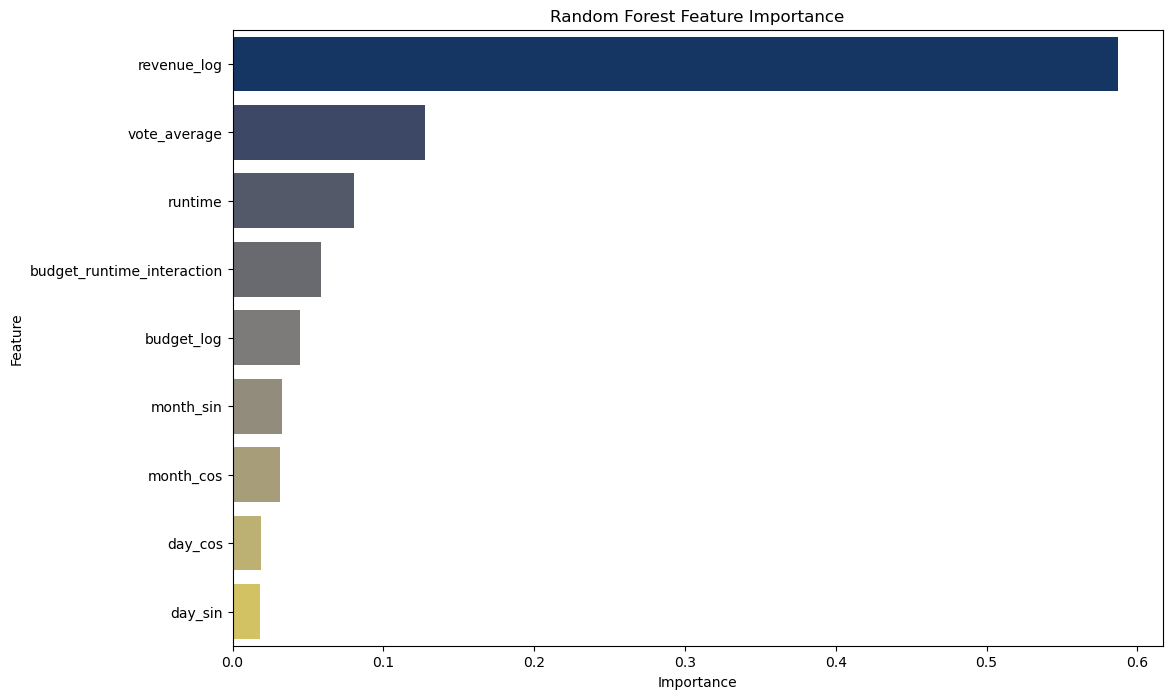 Random Forest Feature Importance
Feature
revenue_log
vote_average
runtime
budget_runtime_interaction
budget_log
month_sin
month_cos
day_cos
day_sin
0.0 0.1 0.2 0.3 0.4 0.5 0.6
Importance